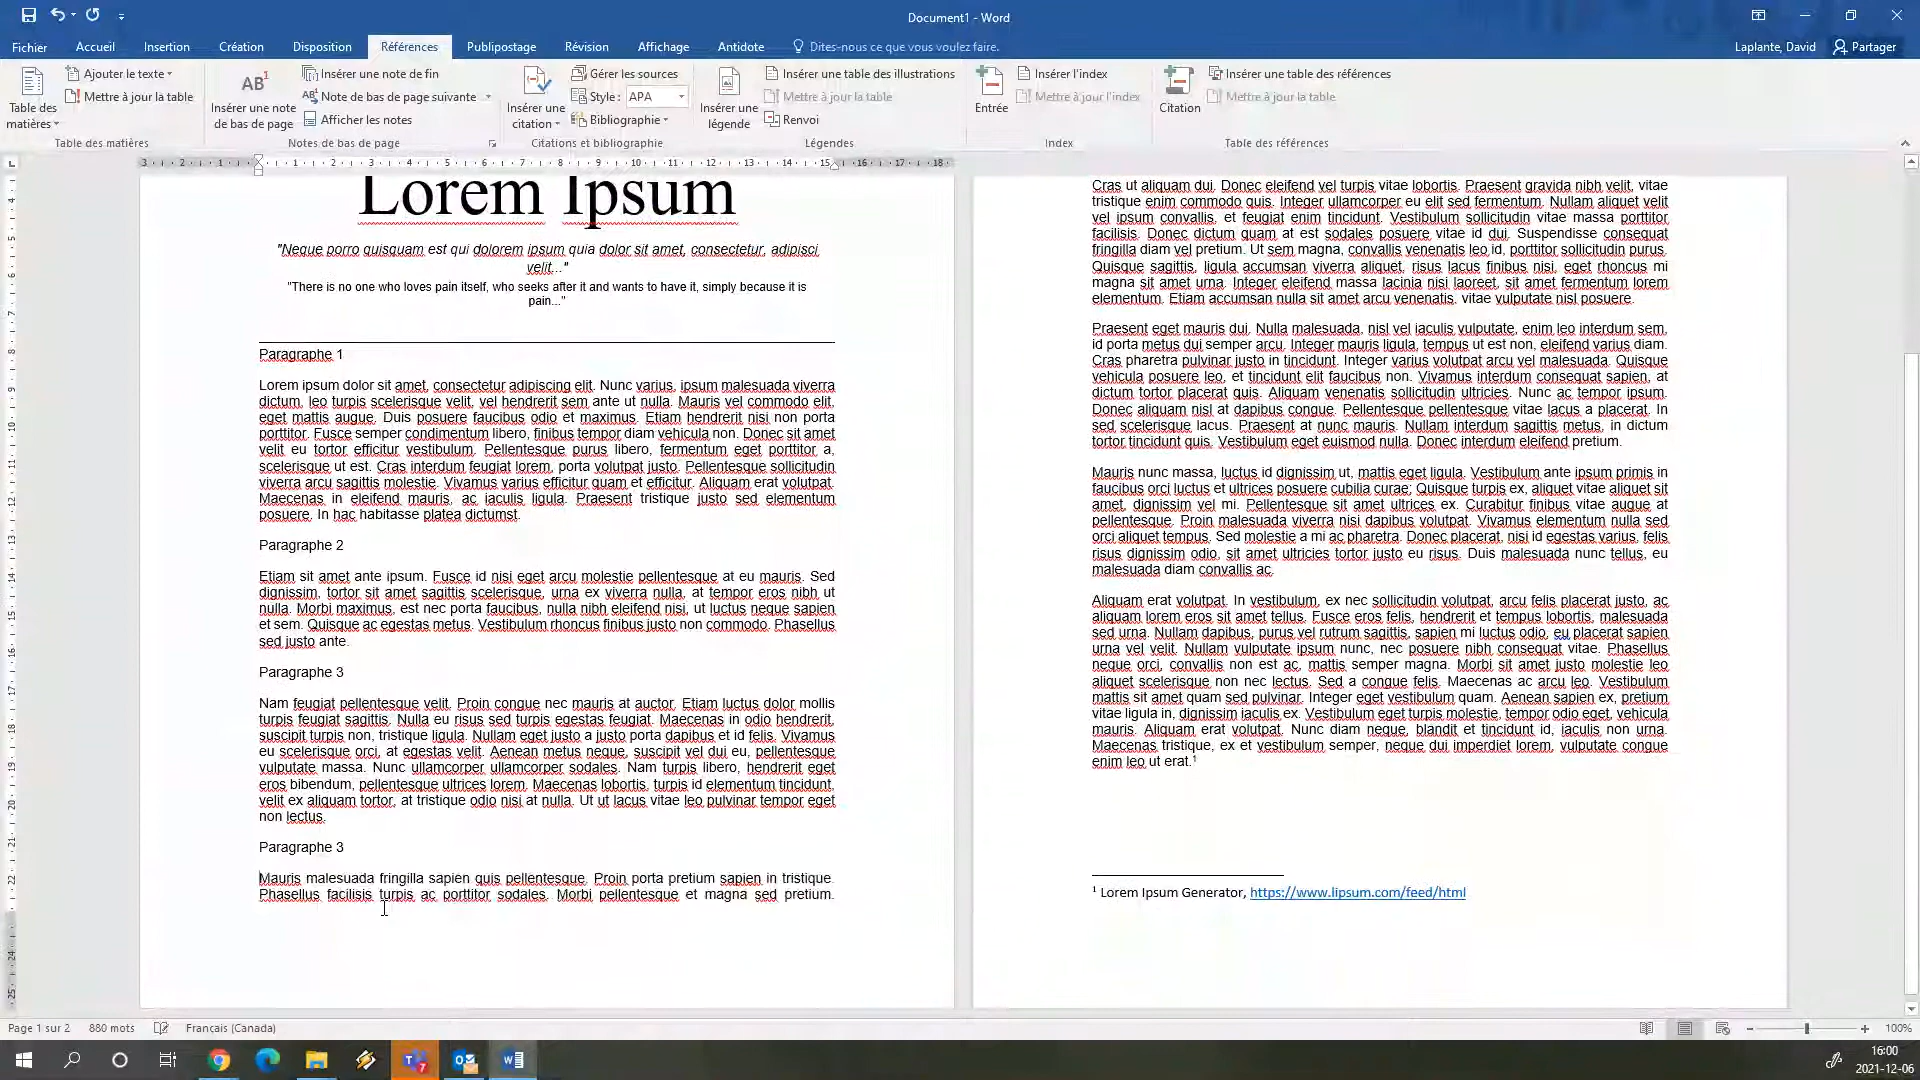 Document1 - Word
Fichier Accueil Insertion Création Disposition Références Publipostage Révision Affichage Antidote Dites-nous ce que vous voulez faire. Laplante, David Partager
Table des matières
Ajouter le texte
Mettre à jour la table
Table des matières
AB¹
Insérer une note de bas de page
Insérer une note de fin
Note de bas de page suivante
Afficher les notes
Notes de bas de page
Insérer une citation
Gérer les sources
Style : APA
Bibliographie
Citations et bibliographie
Insérer une légende
Insérer une table des illustrations
Mettre à jour la table
Renvoi
Légendes
Entrée
Insérer l'index
Mettre à jour l'index
Index
Citation
Insérer une table des références
Mettre à jour la table
Table des références
Lorem Ipsum
"Neque porro quisquam est qui dolorem ipsum quia dolor sit amet, consectetur, adipisci
velit..."
"There is no one who loves pain itself, who seeks after it and wants to have it, simply because it is
pain..."
Paragraphe 1
Lorem ipsum dolor sit amet, consectetur adipiscing elit. Nunc varius, ipsum malesuada viverra
dictum, leo turpis scelerisque velit, vel hendrerit sem ante ut nulla. Mauris vel commodo elit,
eget mattis augue. Duis posuere faucibus odio et maximus. Etiam hendrerit nisi non porta
porttitor. Fusce semper condimentum libero, finibus tempor diam vehicula non. Donec sit amet
velit eu tortor efficitur vestibulum. Pellentesque purus libero, fermentum eget porttitor a,
scelerisque ut est. Cras interdum feugiat lorem, porta volutpat justo. Pellentesque sollicitudin
viverra arcu sagittis molestie. Vivamus varius efficitur quam et efficitur. Aliquam erat volutpat.
Maecenas in eleifend mauris, ac iaculis ligula. Praesent tristique justo sed elementum
posuere. In hac habitasse platea dictumst.
Paragraphe 2
Etiam sit amet ante ipsum. Fusce id nisi eget arcu molestie pellentesque at eu mauris. Sed
dignissim, tortor sit amet sagittis scelerisque, urna ex viverra nulla, at tempor eros nibh ut
nulla. Morbi maximus, est nec porta faucibus, nulla nibh eleifend nisi, ut luctus neque sapien
et sem. Quisque ac egestas metus. Vestibulum rhoncus finibus justo non commodo. Phasellus
sed justo ante.
Paragraphe 3
Nam feugiat pellentesque velit. Proin congue nec mauris at auctor. Etiam luctus dolor mollis
turpis feugiat sagittis. Nulla eu risus sed turpis egestas feugiat. Maecenas in odio hendrerit,
suscipit turpis non, tristique ligula. Nullam eget justo a justo porta dapibus et id felis. Vivamus
eu scelerisque orci, at egestas velit. Aenean metus neque, suscipit vel dui eu, pellentesque
vulputate massa. Nunc ullamcorper ullamcorper sodales. Nam turpis libero, hendrerit eget
eros bibendum, pellentesque ultrices lorem. Maecenas lobortis, turpis id elementum tincidunt,
velit ex aliquam tortor, at tristique odio nisi at nulla. Ut ut lacus vitae leo pulvinar tempor eget
non lectus.
Paragraphe 3
Mauris malesuada fringilla sapien quis pellentesque. Proin porta pretium sapien in tristique.
Phasellus facilisis turpis ac porttitor sodales. Morbi pellentesque et magna sed pretium.
Cras ut aliquam dui. Donec eleifend vel turpis vitae lobortis. Praesent gravida nibh velit, vitae
tristique enim commodo quis. Integer ullamcorper eu elit sed fermentum. Nullam aliquet velit
vel ipsum convallis, et feugiat enim tincidunt. Vestibulum sollicitudin vitae massa porttitor
facilisis. Donec dictum quam at est sodales posuere vitae id dui. Suspendisse consequat
fringilla diam vel pretium. Ut sem magna, convallis venenatis leo id, porttitor sollicitudin purus.
Quisque sagittis, ligula accumsan viverra aliquet, risus lacus finibus nisi, eget rhoncus mi
magna sit amet urna. Integer eleifend massa lacinia nisi laoreet, sit amet fermentum lorem
elementum. Etiam accumsan nulla sit amet arcu venenatis, vitae vulputate nisl posuere.
Praesent eget mauris dui. Nulla malesuada, nisl vel iaculis vulputate, enim leo interdum sem,
id porta metus dui semper arcu. Integer mauris ligula, tempus ut est non, eleifend varius diam.
Cras pharetra pulvinar justo in tincidunt. Integer varius volutpat arcu vel malesuada. Quisque
vehicula posuere leo, et tincidunt elit faucibus non. Vivamus interdum consequat sapien, at
dictum tortor placerat quis. Aliquam venenatis sollicitudin ultricies. Nunc ac tempor ipsum.
Donec aliquam nisl at dapibus congue. Pellentesque pellentesque vitae lacus a placerat. In
sed scelerisque lacus. Praesent at nunc mauris. Nullam interdum sagittis metus, in dictum
tortor tincidunt quis. Vestibulum eget euismod nulla. Donec interdum eleifend pretium.
Mauris nunc massa, luctus id dignissim ut, mattis eget ligula. Vestibulum ante ipsum primis in
faucibus orci luctus et ultrices posuere cubilia curae; Quisque turpis ex, aliquet vitae aliquet sit
amet, dignissim vel mi. Pellentesque sit amet ultrices ex. Curabitur finibus vitae augue at
pellentesque. Proin malesuada viverra nisi dapibus volutpat. Vivamus elementum nulla sed
orci aliquet tempus. Sed molestie a mi ac pharetra. Donec placerat, nisi id egestas varius, felis
risus dignissim odio, sit amet ultricies tortor justo eu risus. Duis malesuada nunc tellus, eu
malesuada diam convallis ac.
Aliquam erat volutpat. In vestibulum, ex nec sollicitudin volutpat, arcu felis placerat justo, ac
aliquam lorem eros sit amet tellus. Fusce eros felis, hendrerit et tempus lobortis, malesuada
sed urna. Nullam dapibus, purus vel rutrum sagittis, sapien mi luctus odio, eu placerat sapien
urna vel velit. Nullam vulputate ipsum nunc, nec posuere nibh consequat vitae. Phasellus
neque orci, convallis non est ac, mattis semper magna. Morbi sit amet justo molestie leo
aliquet scelerisque non nec lectus. Sed a congue felis. Maecenas ac arcu leo. Vestibulum
mattis sit amet quam sed pulvinar. Integer eget vestibulum quam. Aenean sapien ex, pretium
vitae ligula in, dignissim iaculis ex. Vestibulum eget turpis molestie, tempor odio eget, vehicula
mauris. Aliquam erat volutpat. Nunc diam neque, blandit et tincidunt id, iaculis non urna.
Maecenas tristique, ex et vestibulum semper, neque dui imperdiet lorem, vulputate congue
enim leo ut erat.¹
¹ Lorem Ipsum Generator, https://www.lipsum.com/feed/html
Page 1 sur 2 880 mots Français (Canada) 100%
16:00
2021-12-06